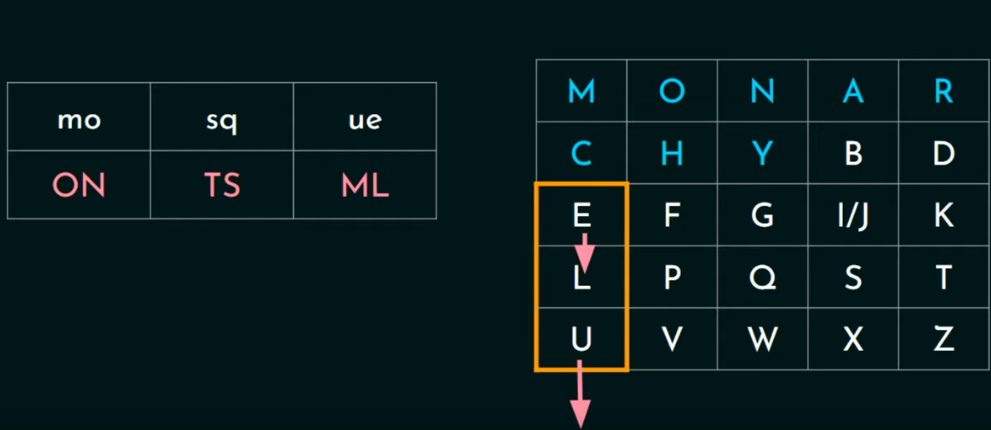 mo sq ue
ON TS ML
M O N A R
C H Y B D
E F G I/J K
L P Q S T
U V W X Z